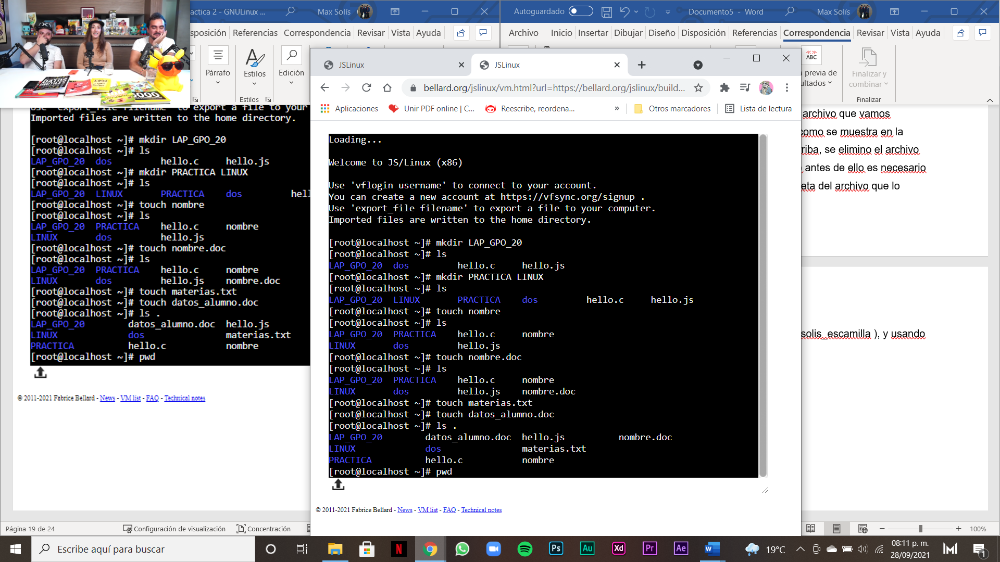 actica 2 - GNULinux ...
Max Solís
sposición
Referencias
Correspondencia
Revisar
Vista
Ayuda
Párrafo
Estilos
Edición
Estilos
Use 'export_file filename' to export a file to your
Imported files are written to the home directory.
[root@localhost ~]# mkdir LAP_GPO_20
[root@localhost ~]# ls
LAP_GPO_20 dos hello.c hello.js
[root@localhost ~]# mkdir PRACTICA LINUX
[root@localhost ~]# ls
LAP_GPO_20 LINUX PRACTICA dos hell
[root@localhost ~]# touch nombre
[root@localhost ~]# ls
LAP_GPO_20 PRACTICA hello.c nombre
LINUX dos hello.js
[root@localhost ~]# touch nombre.doc
[root@localhost ~]# ls
LAP_GPO_20 PRACTICA hello.c nombre
LINUX dos hello.js nombre.doc
[root@localhost ~]# touch materias.txt
[root@localhost ~]# touch datos_alumno.doc
[root@localhost ~]# ls .
LAP_GPO_20 datos_alumno.doc hello.js
LINUX dos materias.txt
PRACTICA hello.c nombre
[root@localhost ~]# pwd
© 2011-2021 Fabrice Bellard - News - VM list - FAQ - Technical notes
Página 19 de 24
Configuración de visualización
Concentración
Autoguardado
Documento5 - Word
Max Solís
Archivo
Inicio
Insertar
Dibujar
Diseño
Disposición
Referencias
Correspondencia
Revisar
Vista
Ayuda
ABC
a previa de
ultados
Finalizar y
combinar
Finalizar
archivo que vamos
como se muestra en la
riba, se elimino el archivo
antes de ello es necesario
eta del archivo que lo
solis_escamilla ), y usando
100%
JSLinux
JSLinux
bellard.org/jslinux/vm.html?url=https://bellard.org/jslinux/build...
Aplicaciones
Unir PDF online | C...
Reescribe, reordena...
»
Otros marcadores
Lista de lectura
Loading...
Welcome to JS/Linux (x86)
Use 'vflogin username' to connect to your account.
You can create a new account at https://vfsync.org/signup .
Use 'export_file filename' to export a file to your computer.
Imported files are written to the home directory.
[root@localhost ~]# mkdir LAP_GPO_20
[root@localhost ~]# ls
LAP_GPO_20 dos hello.c hello.js
[root@localhost ~]# mkdir PRACTICA LINUX
[root@localhost ~]# ls
LAP_GPO_20 LINUX PRACTICA dos hello.c hello.js
[root@localhost ~]# touch nombre
[root@localhost ~]# ls
LAP_GPO_20 PRACTICA hello.c nombre
LINUX dos hello.js
[root@localhost ~]# touch nombre.doc
[root@localhost ~]# ls
LAP_GPO_20 PRACTICA hello.c nombre
LINUX dos hello.js nombre.doc
[root@localhost ~]# touch materias.txt
[root@localhost ~]# touch datos_alumno.doc
[root@localhost ~]# ls .
LAP_GPO_20 datos_alumno.doc hello.js nombre.doc
LINUX dos materias.txt
PRACTICA hello.c nombre
[root@localhost ~]# pwd
© 2011-2021 Fabrice Bellard - News - VM list - FAQ - Technical notes
Escribe aquí para buscar
N
Ps
Au
Xd
Pr
Ae
W
19°C
08:11 p. m.
28/09/2021
1